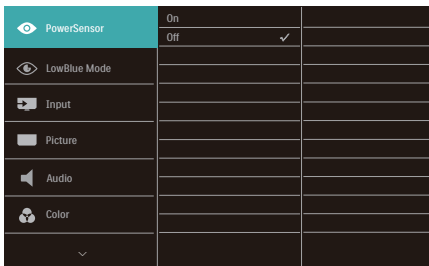 PowerSensor
On
Off
LowBlue Mode
Input
Picture
Audio
Color